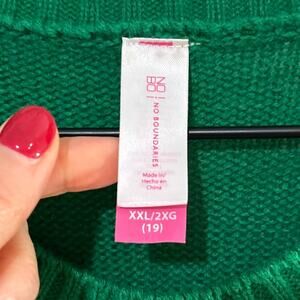 NO
BO
NO BOUNDARIES
Made in/
Hecho en
China
XXL/2XG
(19)